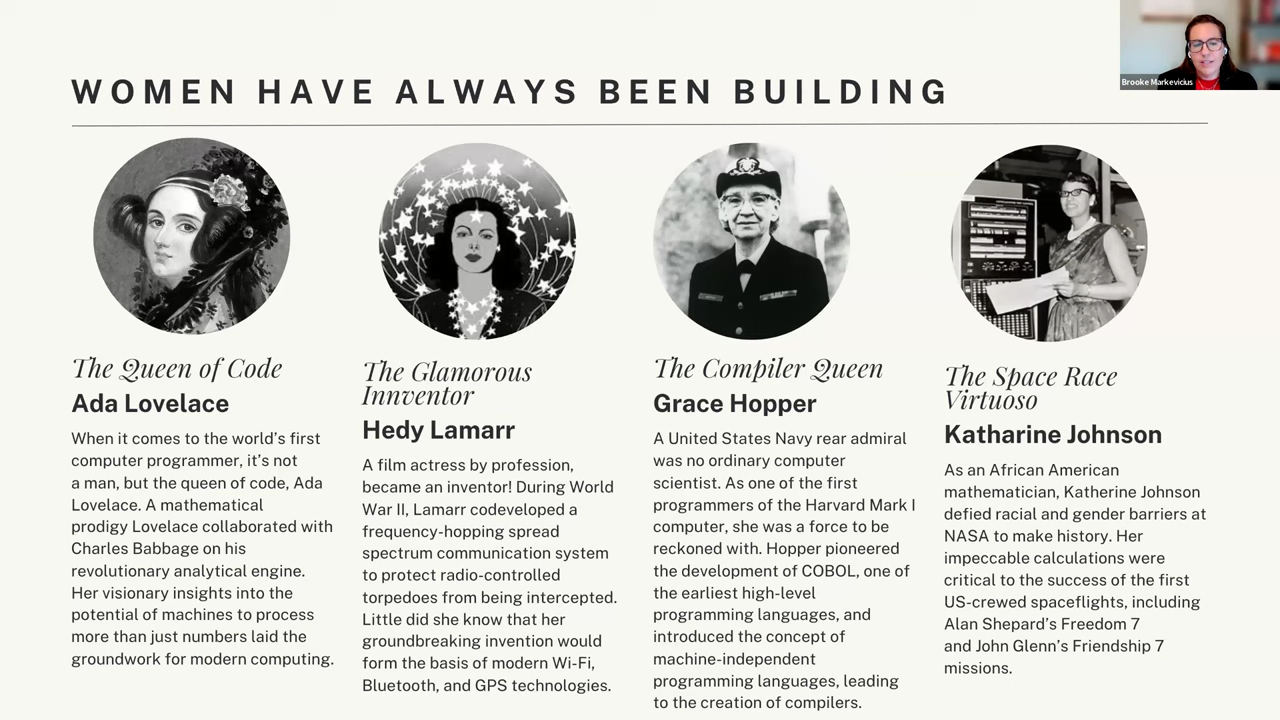 WOMEN HAVE ALWAYS BEEN BUILDING
Brooke Markevicius
The Queen of Code
Ada Lovelace
When it comes to the world's first
computer programmer, it's not
a man, but the queen of code, Ada
Lovelace. A mathematical
prodigy Lovelace collaborated with
Charles Babbage on his
revolutionary analytical engine.
Her visionary insights into the
potential of machines to process
more than just numbers laid the
groundwork for modern computing.
The Glamorous
Innventor
Hedy Lamarr
A film actress by profession,
became an inventor! During World
War II, Lamarr codeveloped a
frequency-hopping spread
spectrum communication system
to protect radio-controlled
torpedoes from being intercepted.
Little did she know that her
groundbreaking invention would
form the basis of modern Wi-Fi,
Bluetooth, and GPS technologies.
The Compiler Queen
Grace Hopper
A United States Navy rear admiral
was no ordinary computer
scientist. As one of the first
programmers of the Harvard Mark I
computer, she was a force to be
reckoned with. Hopper pioneered
the development of COBOL, one of
the earliest high-level
programming languages, and
introduced the concept of
machine-independent
programming languages, leading
to the creation of compilers.
The Space Race
Virtuoso
Katharine Johnson
As an African American
mathematician, Katherine Johnson
defied racial and gender barriers at
NASA to make history. Her
impeccable calculations were
critical to the success of the first
US-crewed spaceflights, including
Alan Shepard's Freedom 7
and John Glenn's Friendship 7
missions.